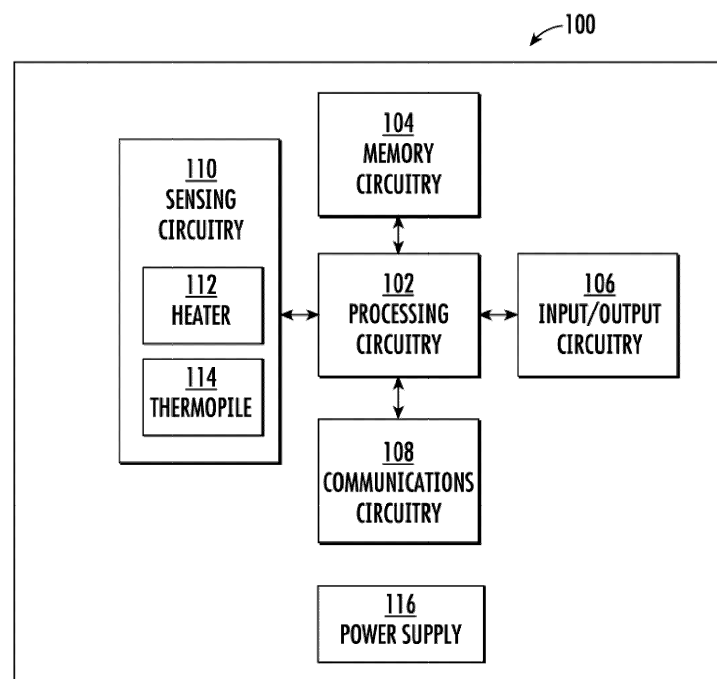 100
104
MEMORY
CIRCUITRY
110
SENSING
CIRCUITRY
112
HEATER
114
THERMOPILE
102
PROCESSING
CIRCUITRY
106
INPUT/OUTPUT
CIRCUITRY
108
COMMUNICATIONS
CIRCUITRY
116
POWER SUPPLY